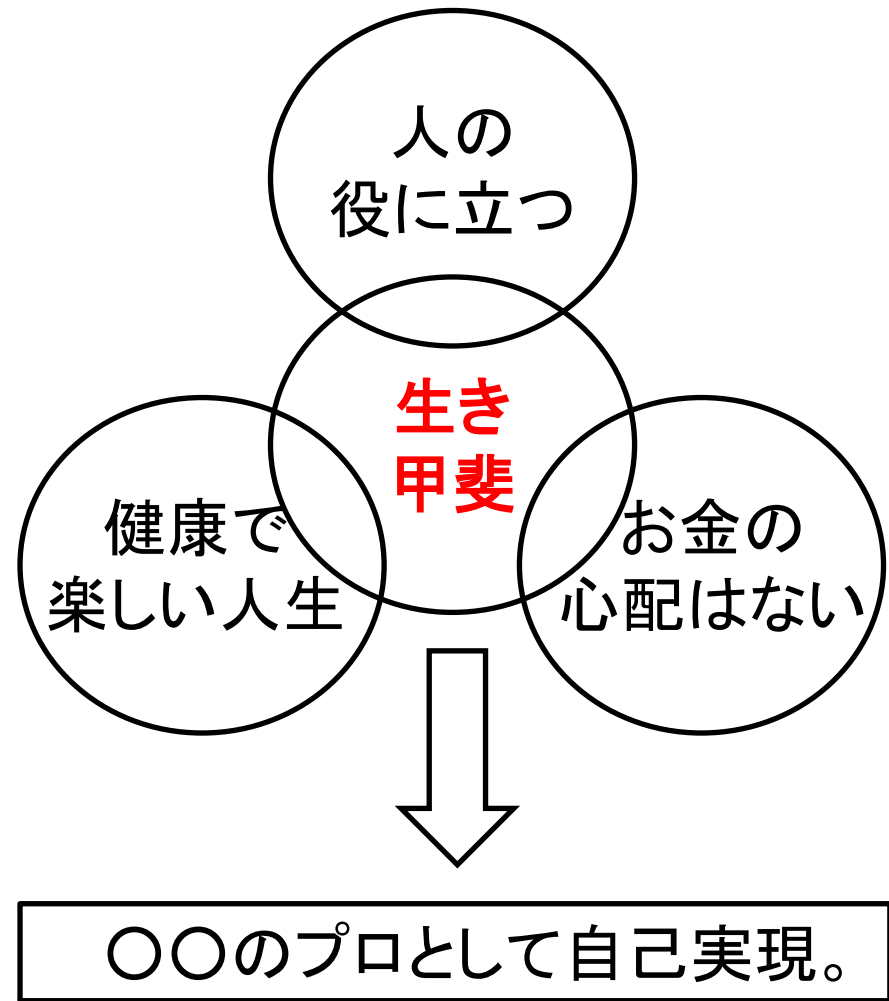 人の
役に立つ
生き
甲斐
健康で
楽しい人生
お金の
心配はない
〇〇のプロとして自己実現。